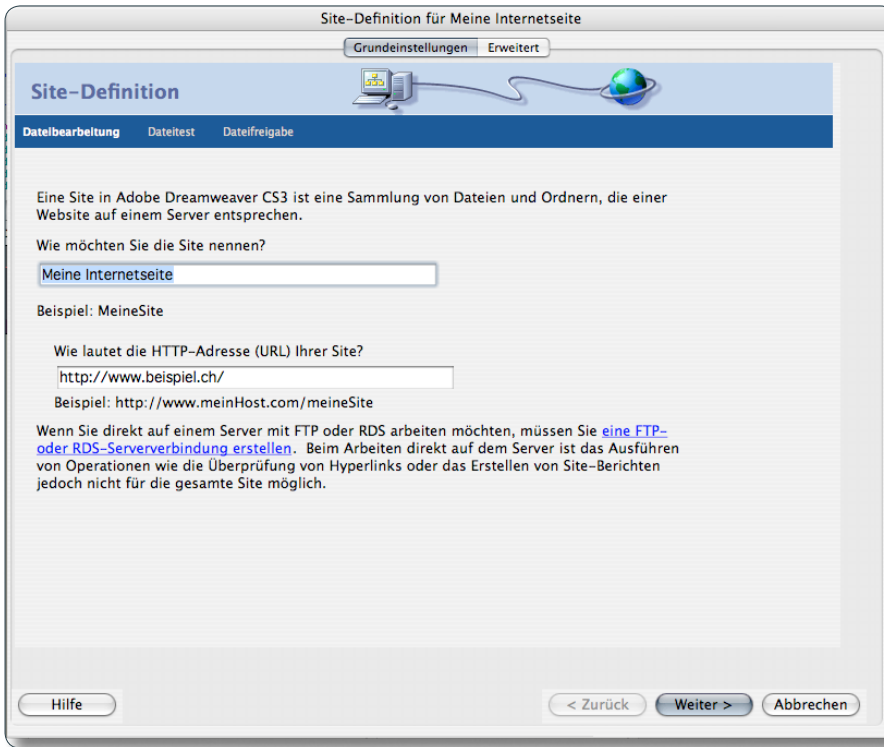 Site-Definition für Meine Internetseite
Grundeinstellungen Erweitert
Site-Definition
Dateibearbeitung Dateitest Dateifreigabe
Eine Site in Adobe Dreamweaver CS3 ist eine Sammlung von Dateien und Ordnern, die einer
Website auf einem Server entsprechen.
Wie möchten Sie die Site nennen?
Meine Internetseite
Beispiel: MeineSite
Wie lautet die HTTP-Adresse (URL) Ihrer Site?
http://www.beispiel.ch/
Beispiel: http://www.meinHost.com/meineSite
Wenn Sie direkt auf einem Server mit FTP oder RDS arbeiten möchten, müssen Sie eine FTP-
oder RDS-Serververbindung erstellen. Beim Arbeiten direkt auf dem Server ist das Ausführen
von Operationen wie die Überprüfung von Hyperlinks oder das Erstellen von Site-Berichten
jedoch nicht für die gesamte Site möglich.
Hilfe < Zurück Weiter > Abbrechen